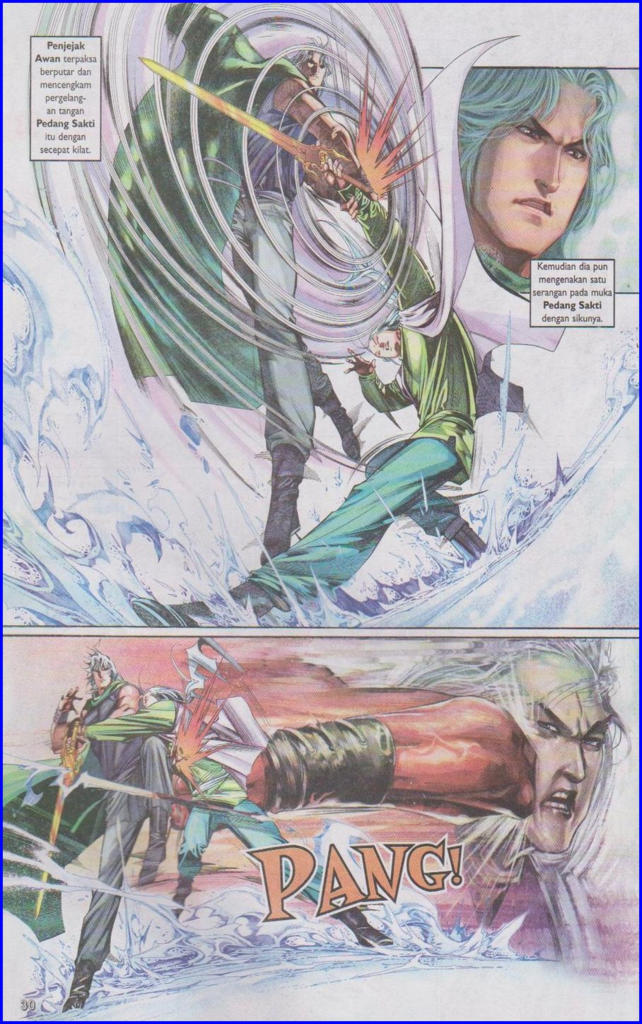 Penjejak
Awan terpaksa
berputar dan
mencengkam
pergelang-
an tangan
Pedang Sakti
itu dengan
secepat kilat.
Kemudian dia pun
mengenakan satu
serangan pada muka
Pedang Sakti
dengan sikunya.
PANG!
30